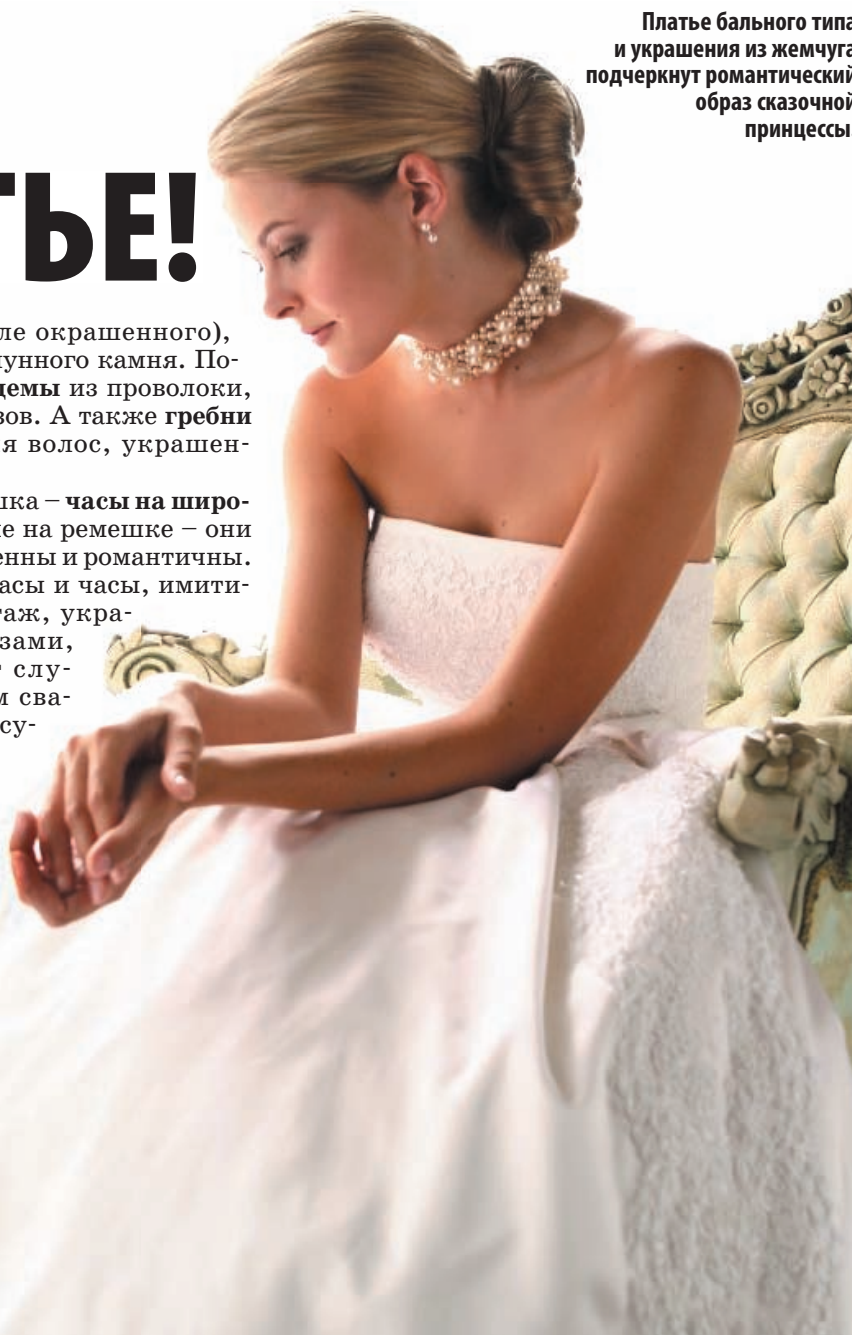 Платье бального типа
и украшения из жемчуга
подчеркнут романтический
образ сказочной
принцессы
ТЬЕ!
ле окрашенного),
унного камня. По-
демы из проволоки,
зов. А также гребни
я волос, украшен-
шка – часы на широ-
е на ремешке – они
енны и романтичны.
асы и часы, имити-
таж, укра-
зами,
слу-
м сва-
су-